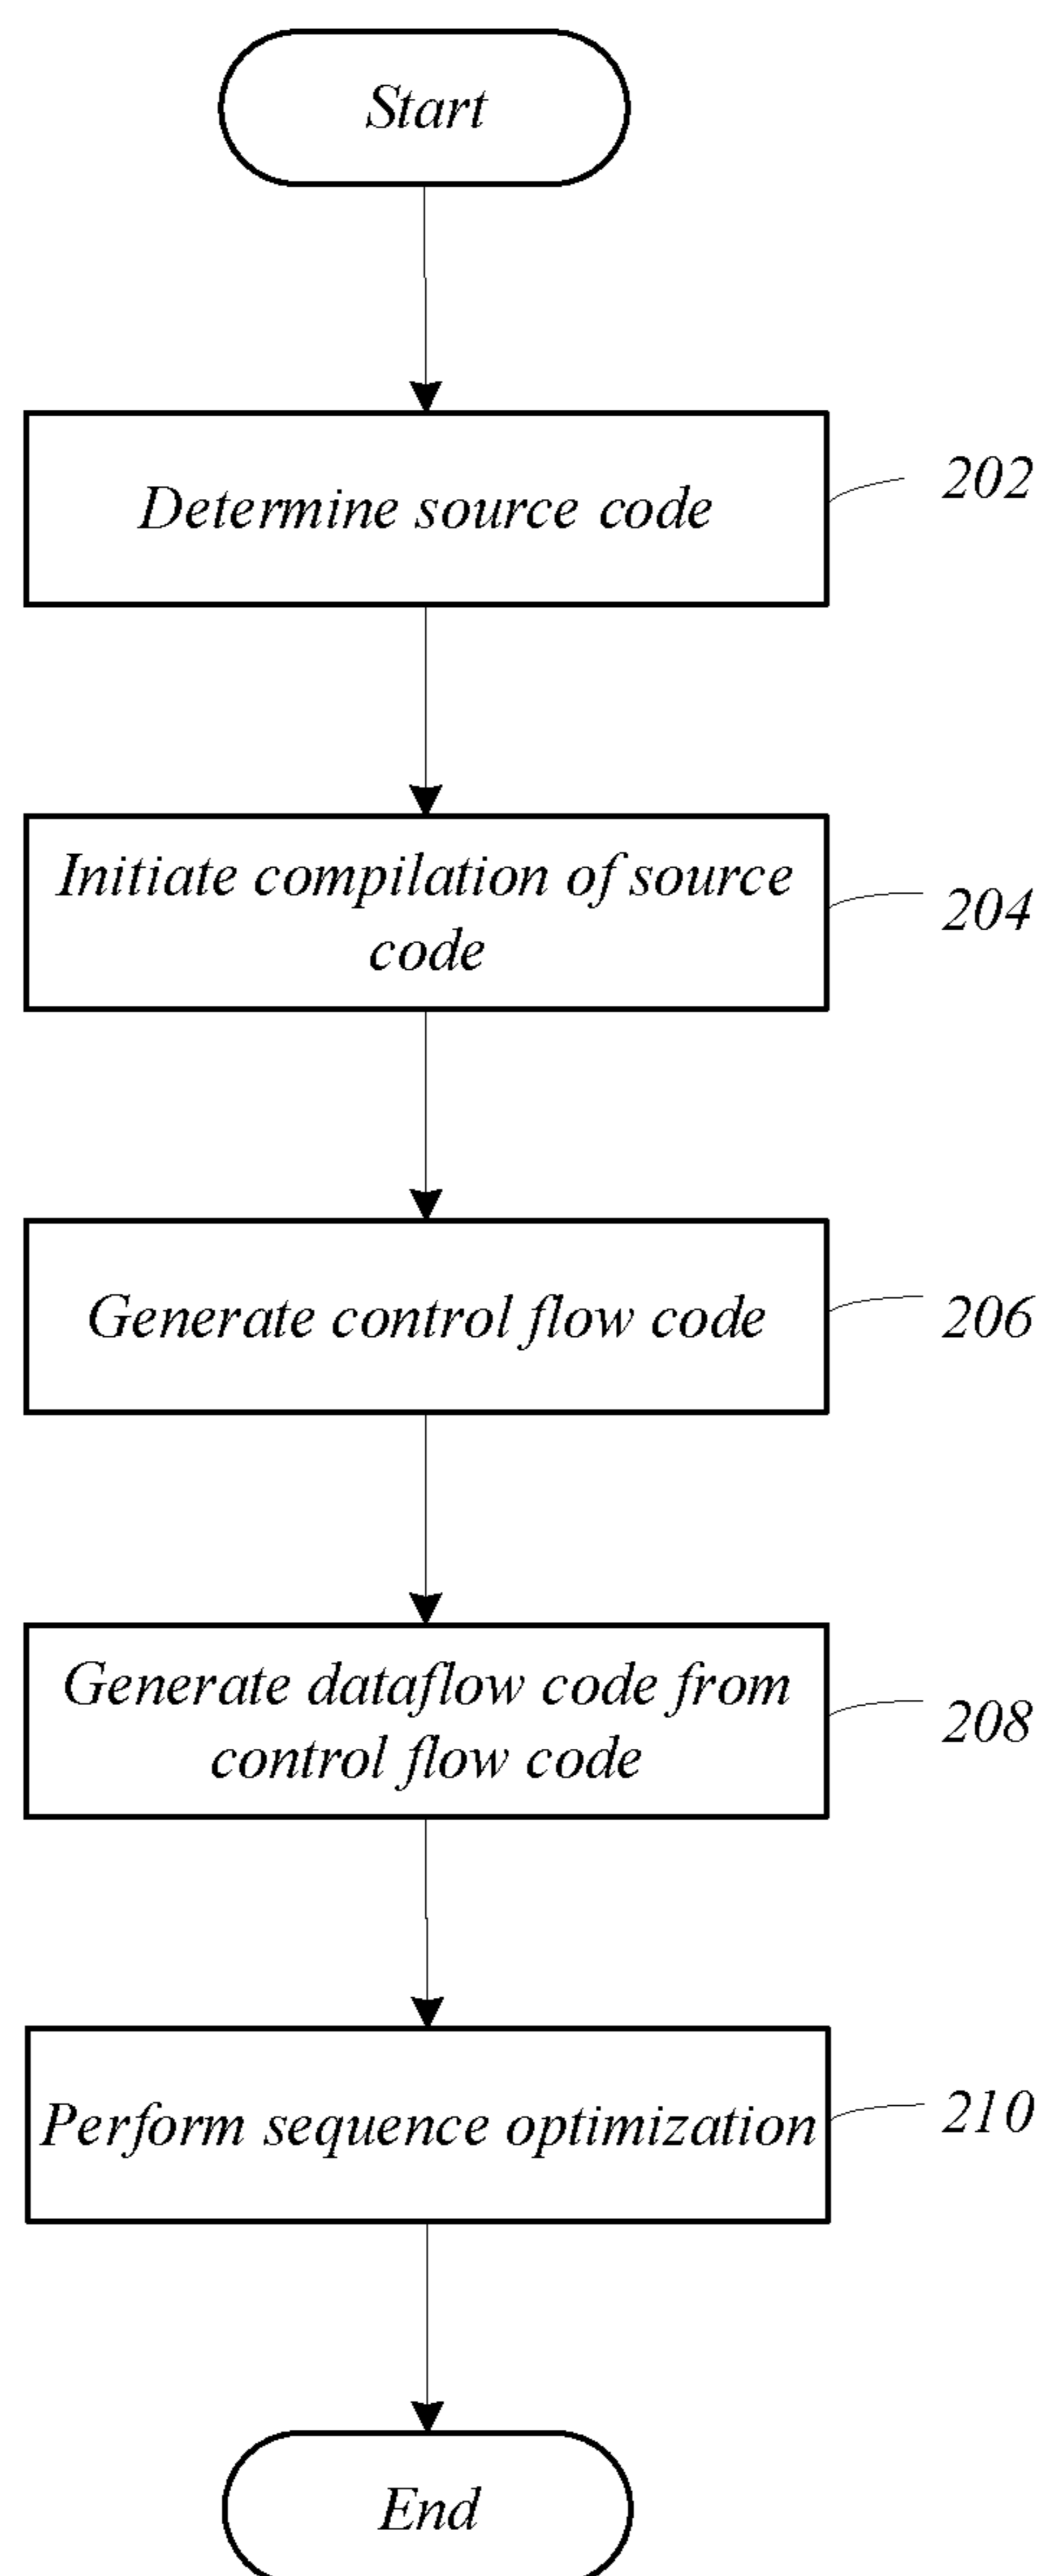 Start
Determine source code
202
Initiate compilation of source
code
204
Generate control flow code
206
Generate dataflow code from
control flow code
208
Perform sequence optimization
210
End